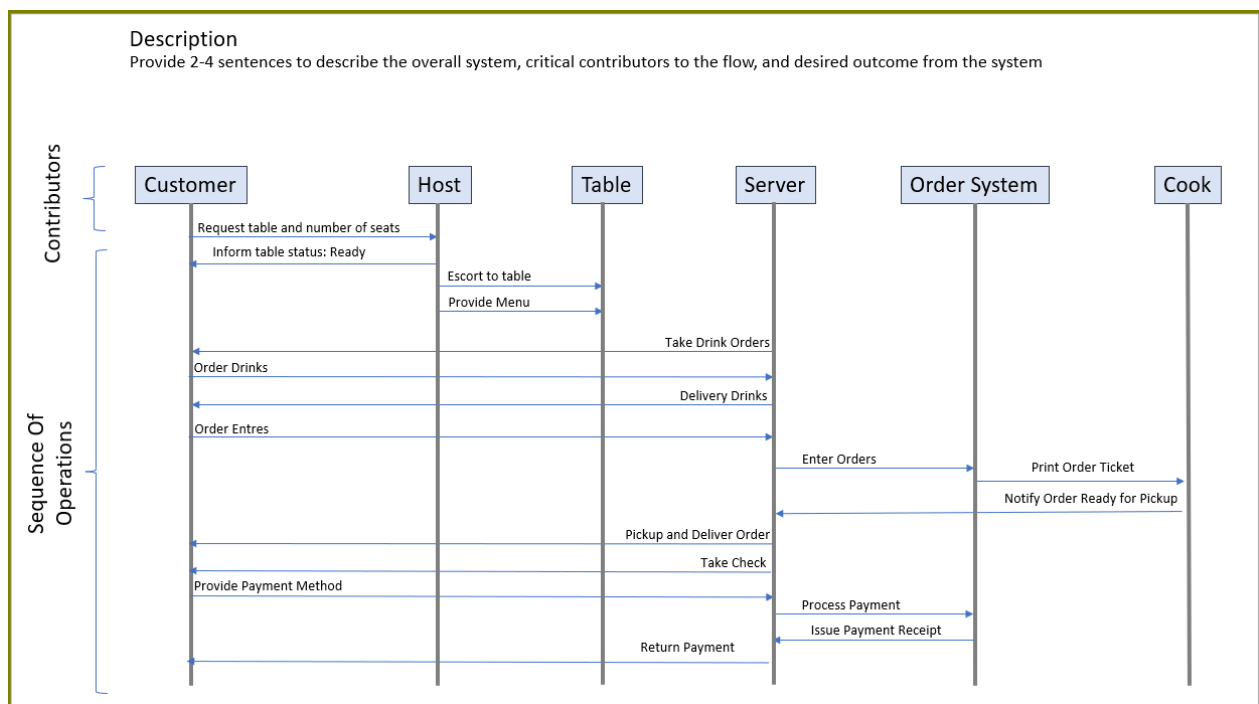 Description
Provide 2-4 sentences to describe the overall system, critical contributors to the flow, and desired outcome from the system
Contributors
Customer
Host
Table
Server
Order System
Cook
Sequence Of
Operations
Request table and number of seats
Inform table status: Ready
Escort to table
Provide Menu
Take Drink Orders
Order Drinks
Delivery Drinks
Order Entres
Enter Orders
Print Order Ticket
Notify Order Ready for Pickup
Pickup and Deliver Order
Take Check
Provide Payment Method
Process Payment
Issue Payment Receipt
Return Payment